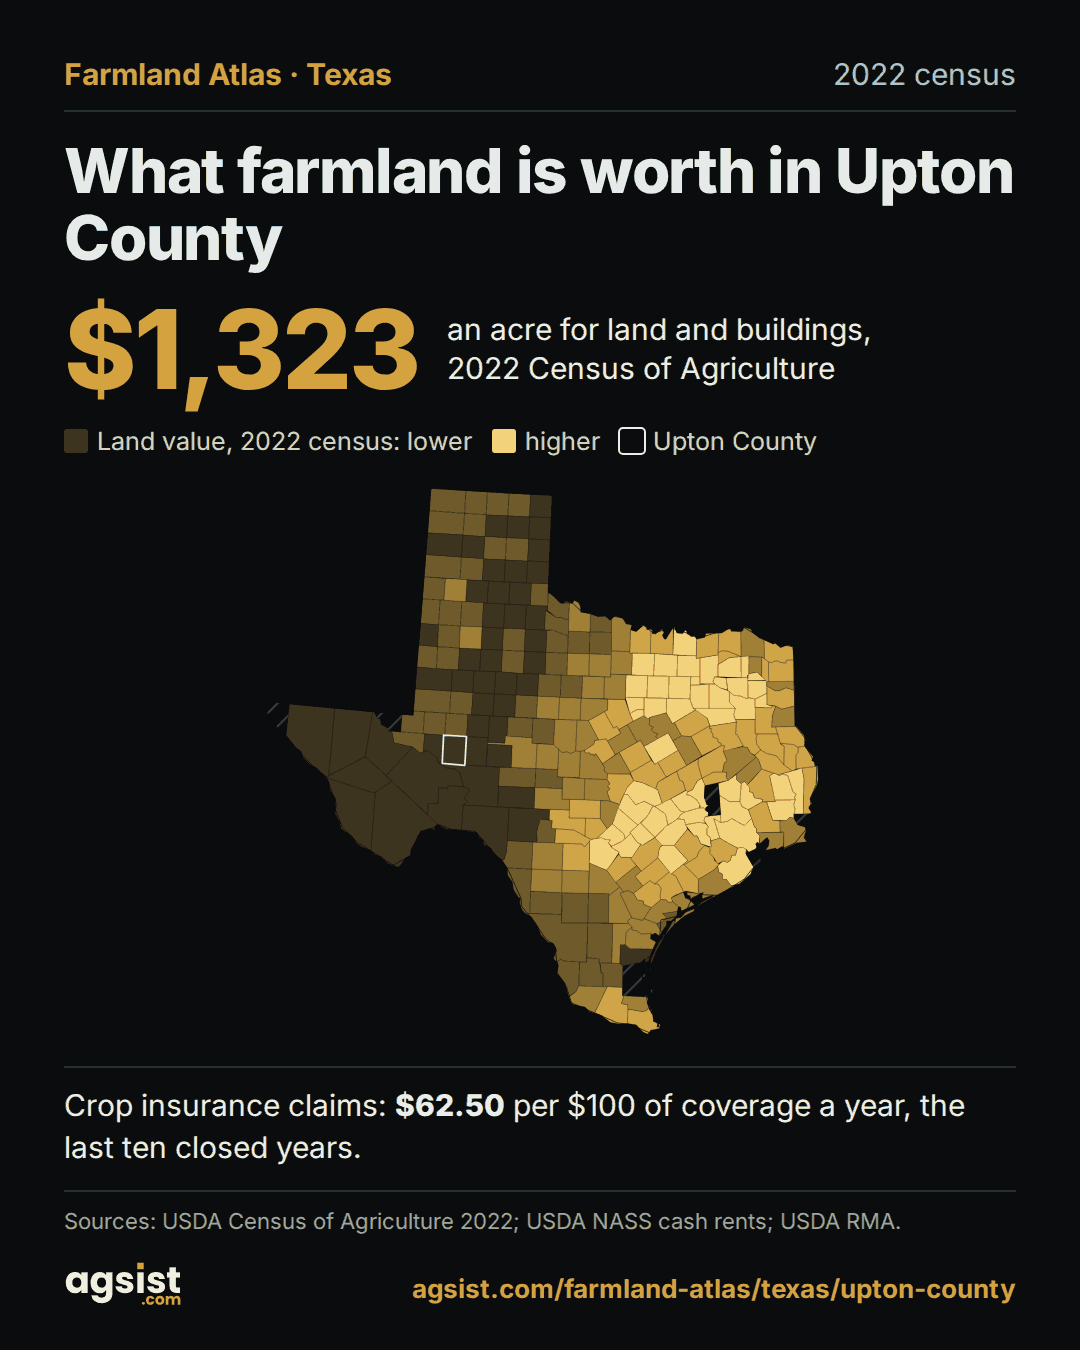 Farmland Atlas · Texas
2022 census
What farmland is worth in Upton
County
$1,323
an acre for land and buildings,
2022 Census of Agriculture
Land value, 2022 census: lower
higher
Upton County
Crop insurance claims: $62.50 per $100 of coverage a year, the
last ten closed years.
Sources: USDA Census of Agriculture 2022; USDA NASS cash rents; USDA RMA.
agsist
.com
agsist.com/farmland-atlas/texas/upton-county